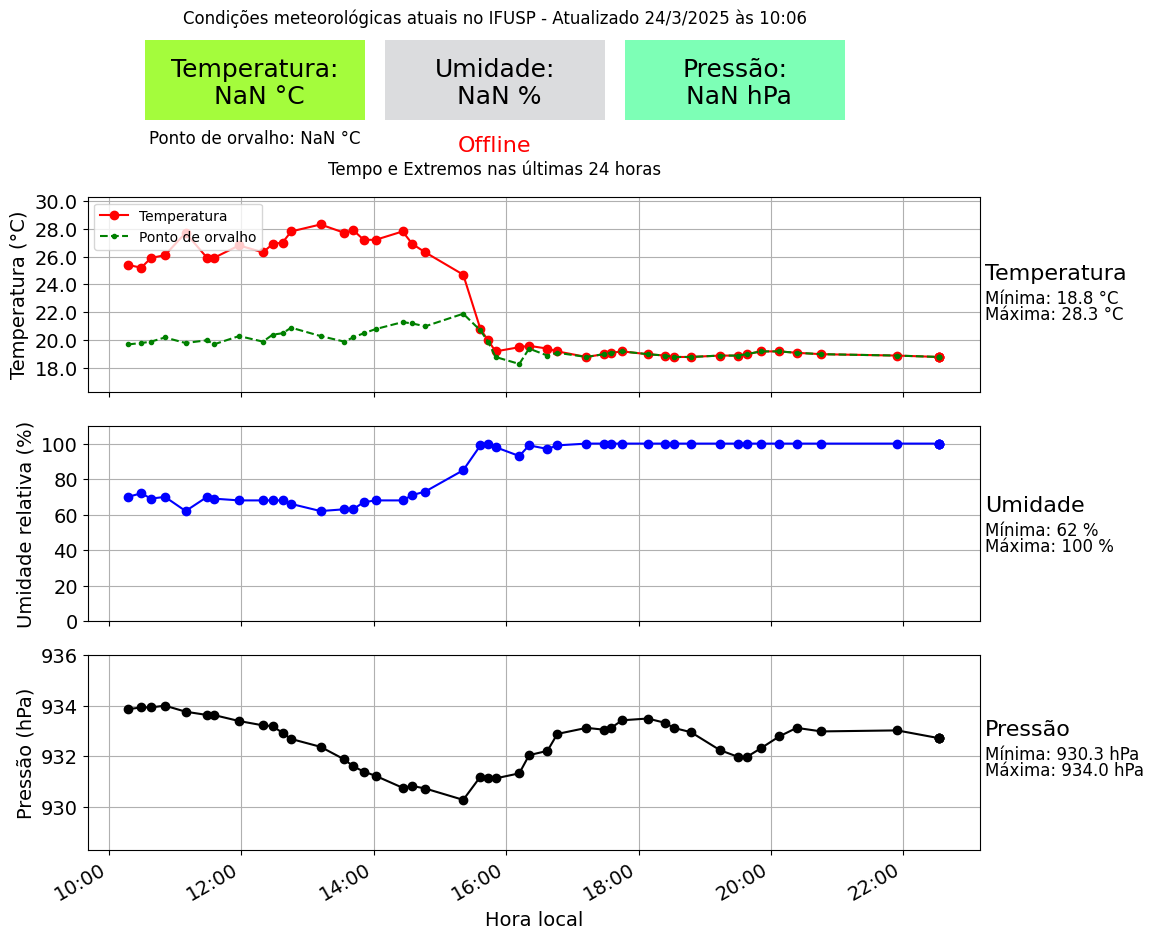 Condições meteorológicas atuais no IFUSP - Atualizado 24/3/2025 às 10:06
Temperatura:
NaN °C
Umidade:
NaN %
Pressão:
NaN hPa
Ponto de orvalho: NaN °C
Offline
Tempo e Extremos nas últimas 24 horas
Temperatura (°C)
30.0
28.0
26.0
24.0
22.0
20.0
18.0
Temperatura
Ponto de orvalho
Temperatura
Mínima: 18.8 °C
Máxima: 28.3 °C
Umidade relativa (%)
100
80
60
40
20
0
Umidade
Mínima: 62 %
Máxima: 100 %
Pressão (hPa)
936
934
932
930
Pressão
Mínima: 930.3 hPa
Máxima: 934.0 hPa
10:00
12:00
14:00
16:00
18:00
20:00
22:00
Hora local